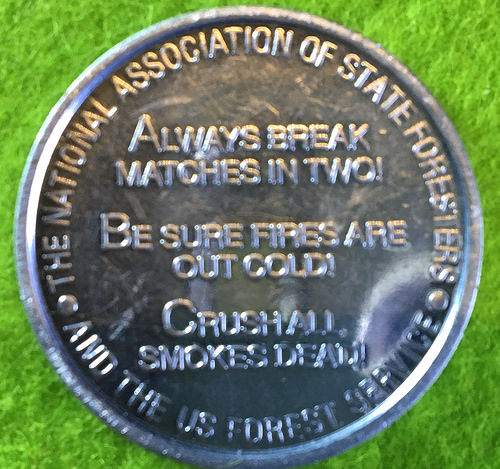 THE NATIONAL ASSOCIATION OF STATE FORESTERS
ALWAYS BREAK
MATCHES IN TWO!
BE SURE FIRES ARE
OUT COLD!
CRUSH ALL
SMOKES DEAD!
AND THE US FOREST SERVICE